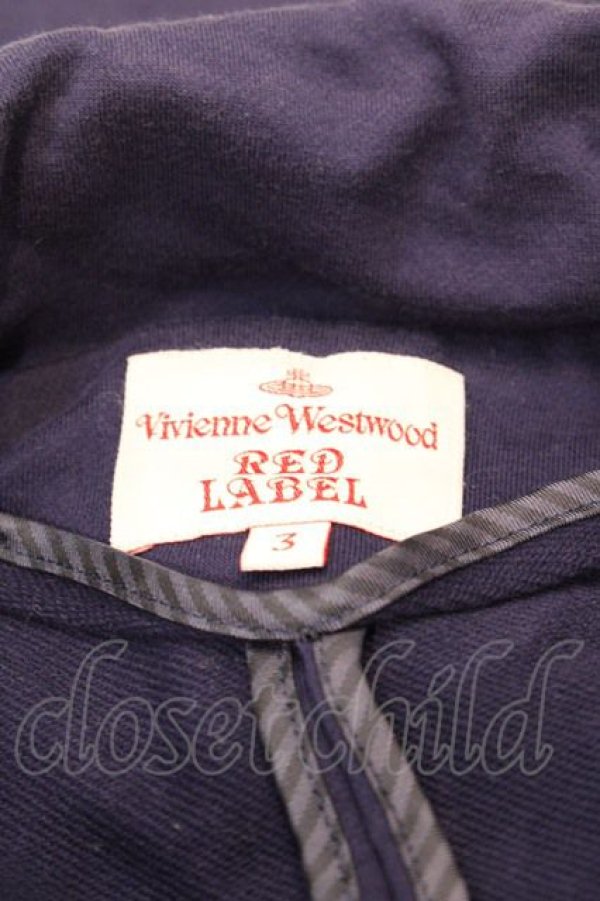 Vivienne Westwood
RED
LABEL
3
closetchild